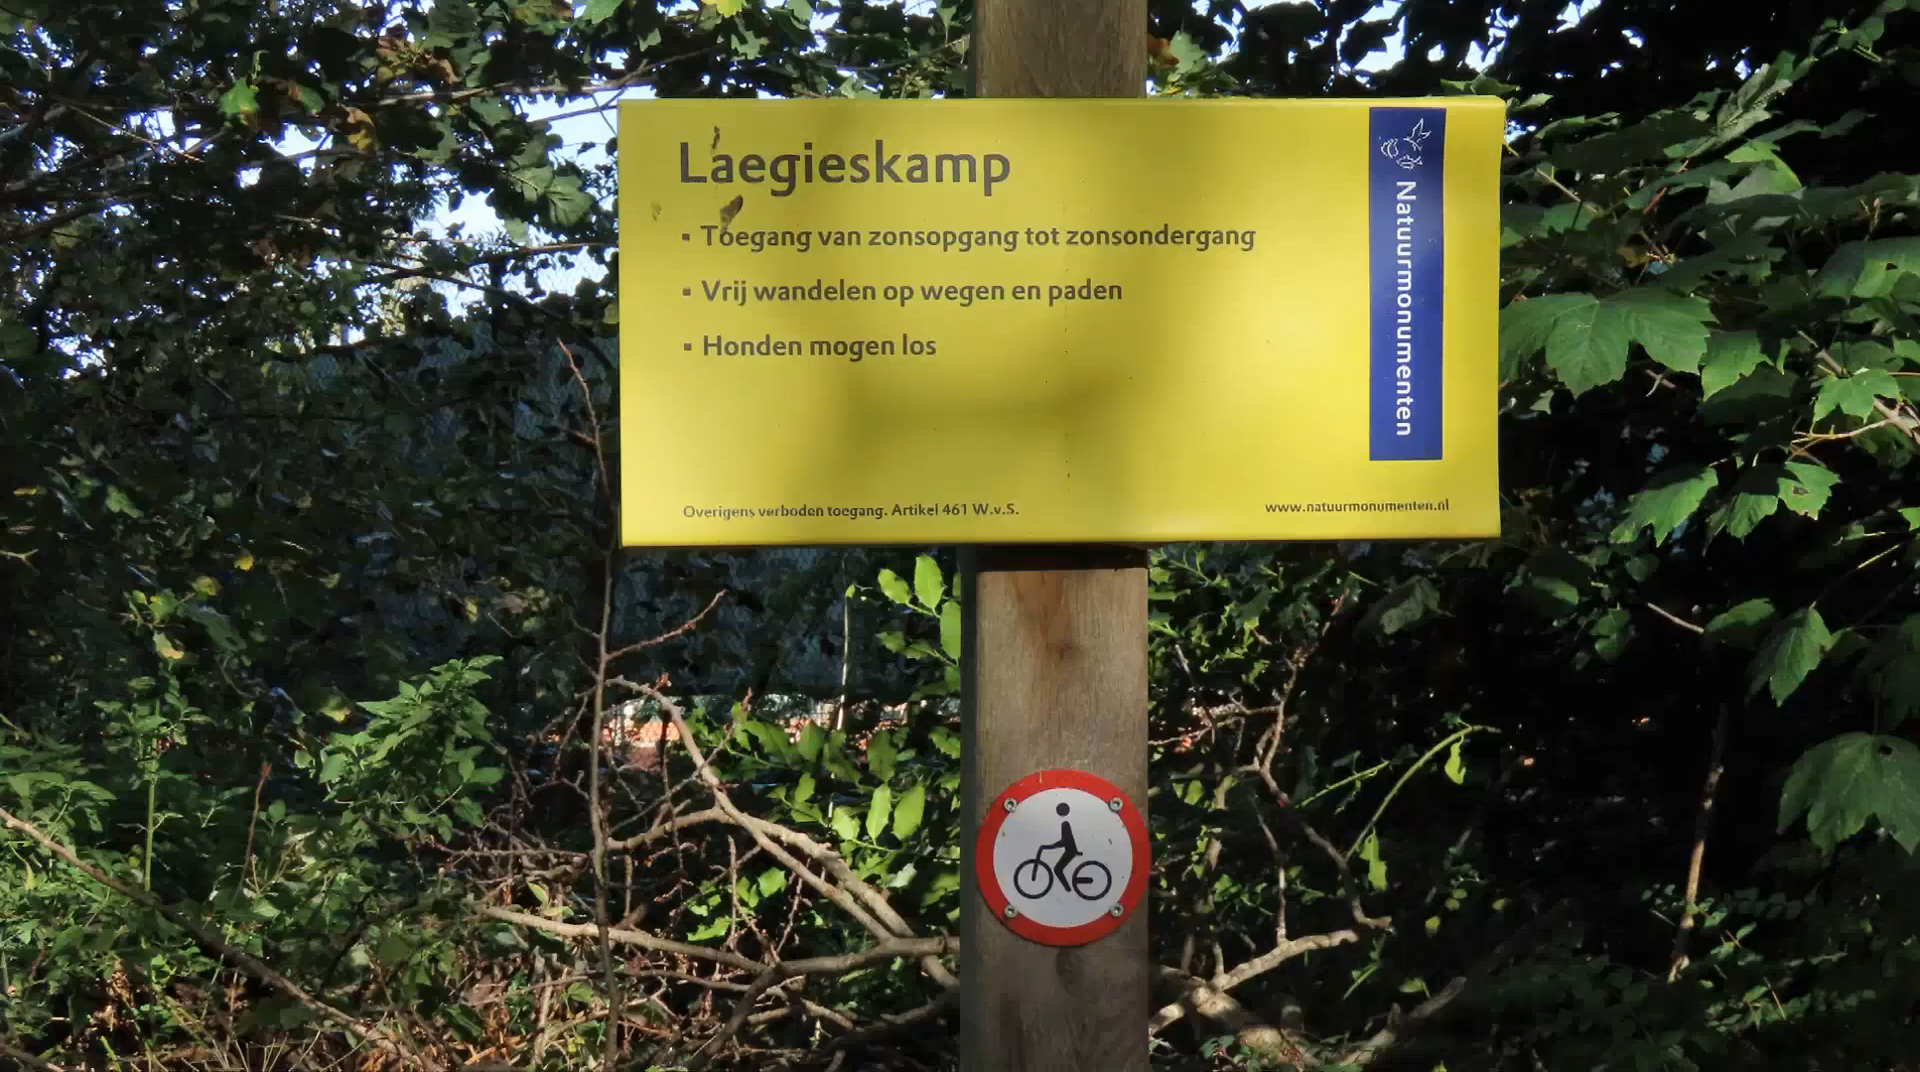 Laegieskamp
▪ Toegang van zonsopgang tot zonsondergang
▪ Vrij wandelen op wegen en paden
▪ Honden mogen los
Overigens verboden toegang. Artikel 461 W.v.S.
www.natuurmonumenten.nl
Natuurmonumenten